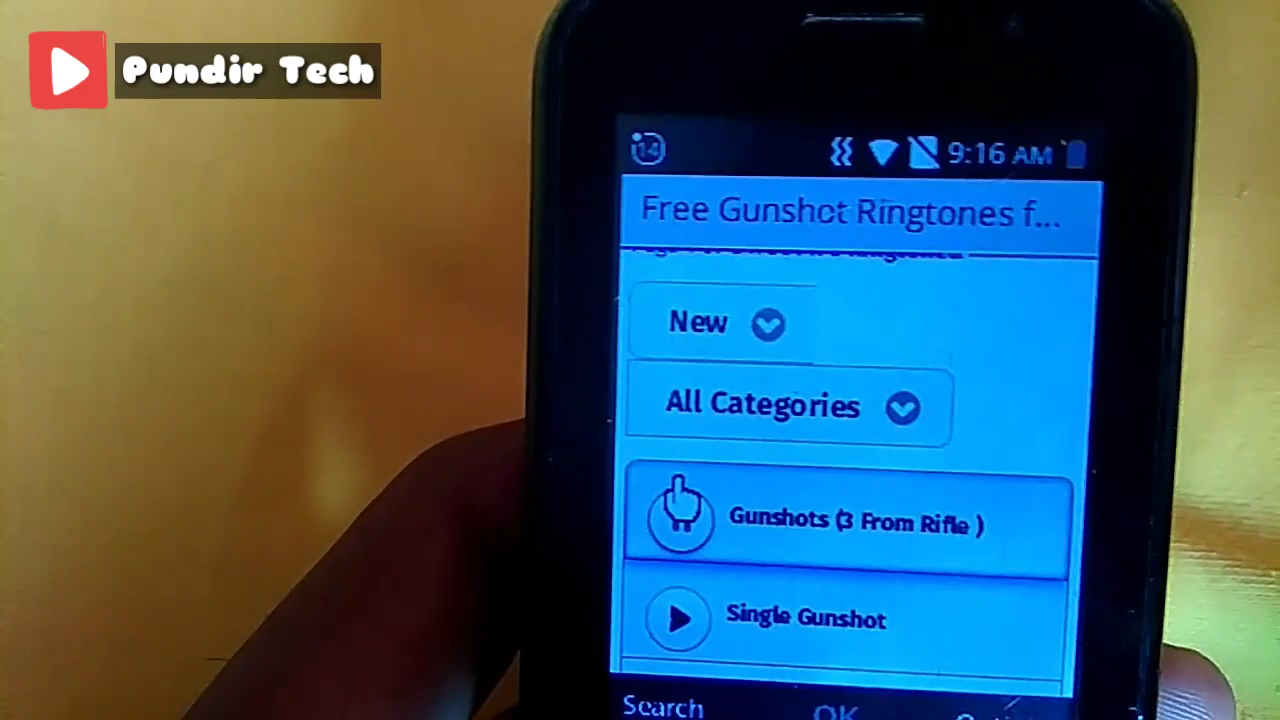 Pundir Tech
14
9:16 AM
Free Gunshot Ringtones f...
New
All Categories
Gunshots (3 From Rifle )
Single Gunshot
Search
OK